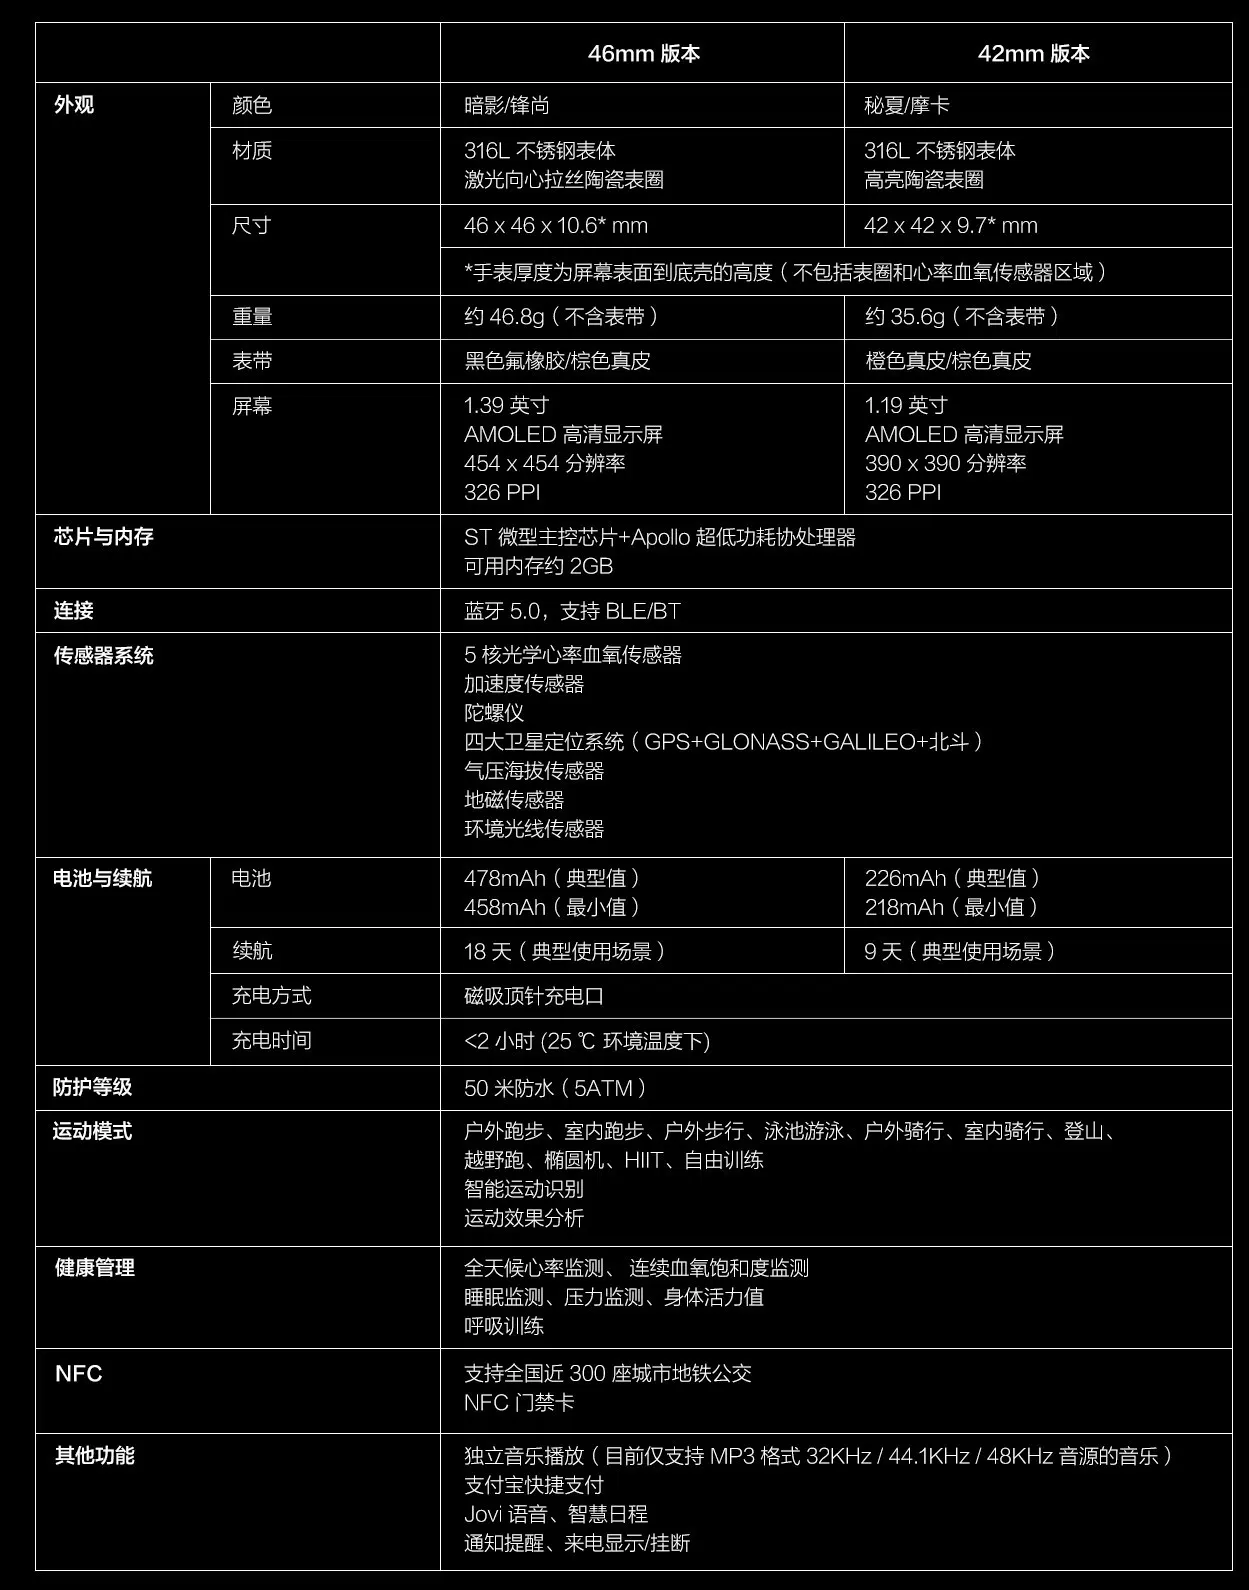 46mm 版本
42mm 版本
外观
颜色
暗影/锋尚
秘夏/摩卡
材质
316L 不锈钢表体
激光向心拉丝陶瓷表圈
316L 不锈钢表体
高亮陶瓷表圈
尺寸
46 x 46 x 10.6* mm
42 x 42 x 9.7* mm
*手表厚度为屏幕表面到底壳的高度（不包括表圈和心率血氧传感器区域）
重量
约 46.8g（不含表带）
约 35.6g（不含表带）
表带
黑色氟橡胶/棕色真皮
橙色真皮/棕色真皮
屏幕
1.39 英寸
AMOLED 高清显示屏
454 x 454 分辨率
326 PPI
1.19 英寸
AMOLED 高清显示屏
390 x 390 分辨率
326 PPI
芯片与内存
ST 微型主控芯片+Apollo 超低功耗协处理器
可用内存约 2GB
连接
蓝牙 5.0，支持 BLE/BT
传感器系统
5 核光学心率血氧传感器
加速度传感器
陀螺仪
四大卫星定位系统（GPS+GLONASS+GALILEO+北斗）
气压海拔传感器
地磁传感器
环境光线传感器
电池与续航
电池
478mAh（典型值）
458mAh（最小值）
226mAh（典型值）
218mAh（最小值）
续航
18 天（典型使用场景）
9 天（典型使用场景）
充电方式
磁吸顶针充电口
充电时间
<2 小时 (25 ℃ 环境温度下)
防护等级
50 米防水（5ATM）
运动模式
户外跑步、室内跑步、户外步行、泳池游泳、户外骑行、室内骑行、登山、
越野跑、椭圆机、HIIT、自由训练
智能运动识别
运动效果分析
健康管理
全天候心率监测、 连续血氧饱和度监测
睡眠监测、压力监测、身体活力值
呼吸训练
NFC
支持全国近 300 座城市地铁公交
NFC 门禁卡
其他功能
独立音乐播放（目前仅支持 MP3 格式 32KHz / 44.1KHz / 48KHz 音源的音乐）
支付宝快捷支付
Jovi 语音、智慧日程
通知提醒、来电显示/挂断